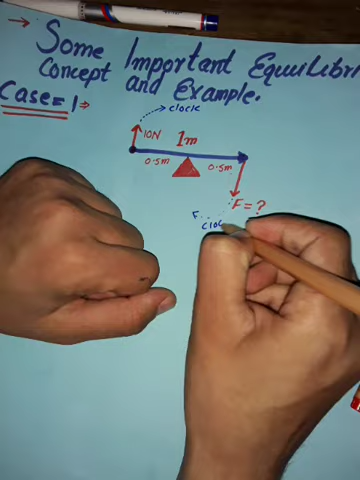 → Some Important Equilibri
Concept and Example.
Case = 1 ⇒
clock
10N 1m
0.5m 0.5m
F = ?